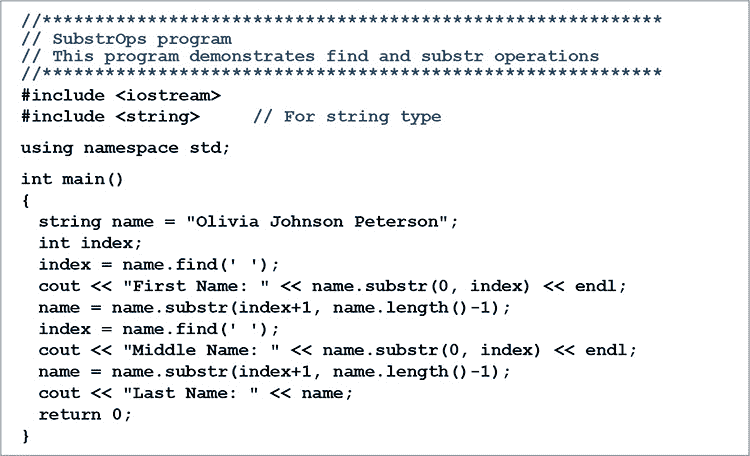 //************************************************************
// SubstrOps program
// This program demonstrates find and substr operations
//************************************************************
#include <iostream>
#include <string>     // For string type
using namespace std;
int main()
{
  string name = "Olivia Johnson Peterson";
  int index;
  index = name.find(' ');
  cout << "First Name: " << name.substr(0, index) << endl;
  name = name.substr(index+1, name.length()-1);
  index = name.find(' ');
  cout << "Middle Name: " << name.substr(0, index) << endl;
  name = name.substr(index+1, name.length()-1);
  cout << "Last Name: " << name;
  return 0;
}